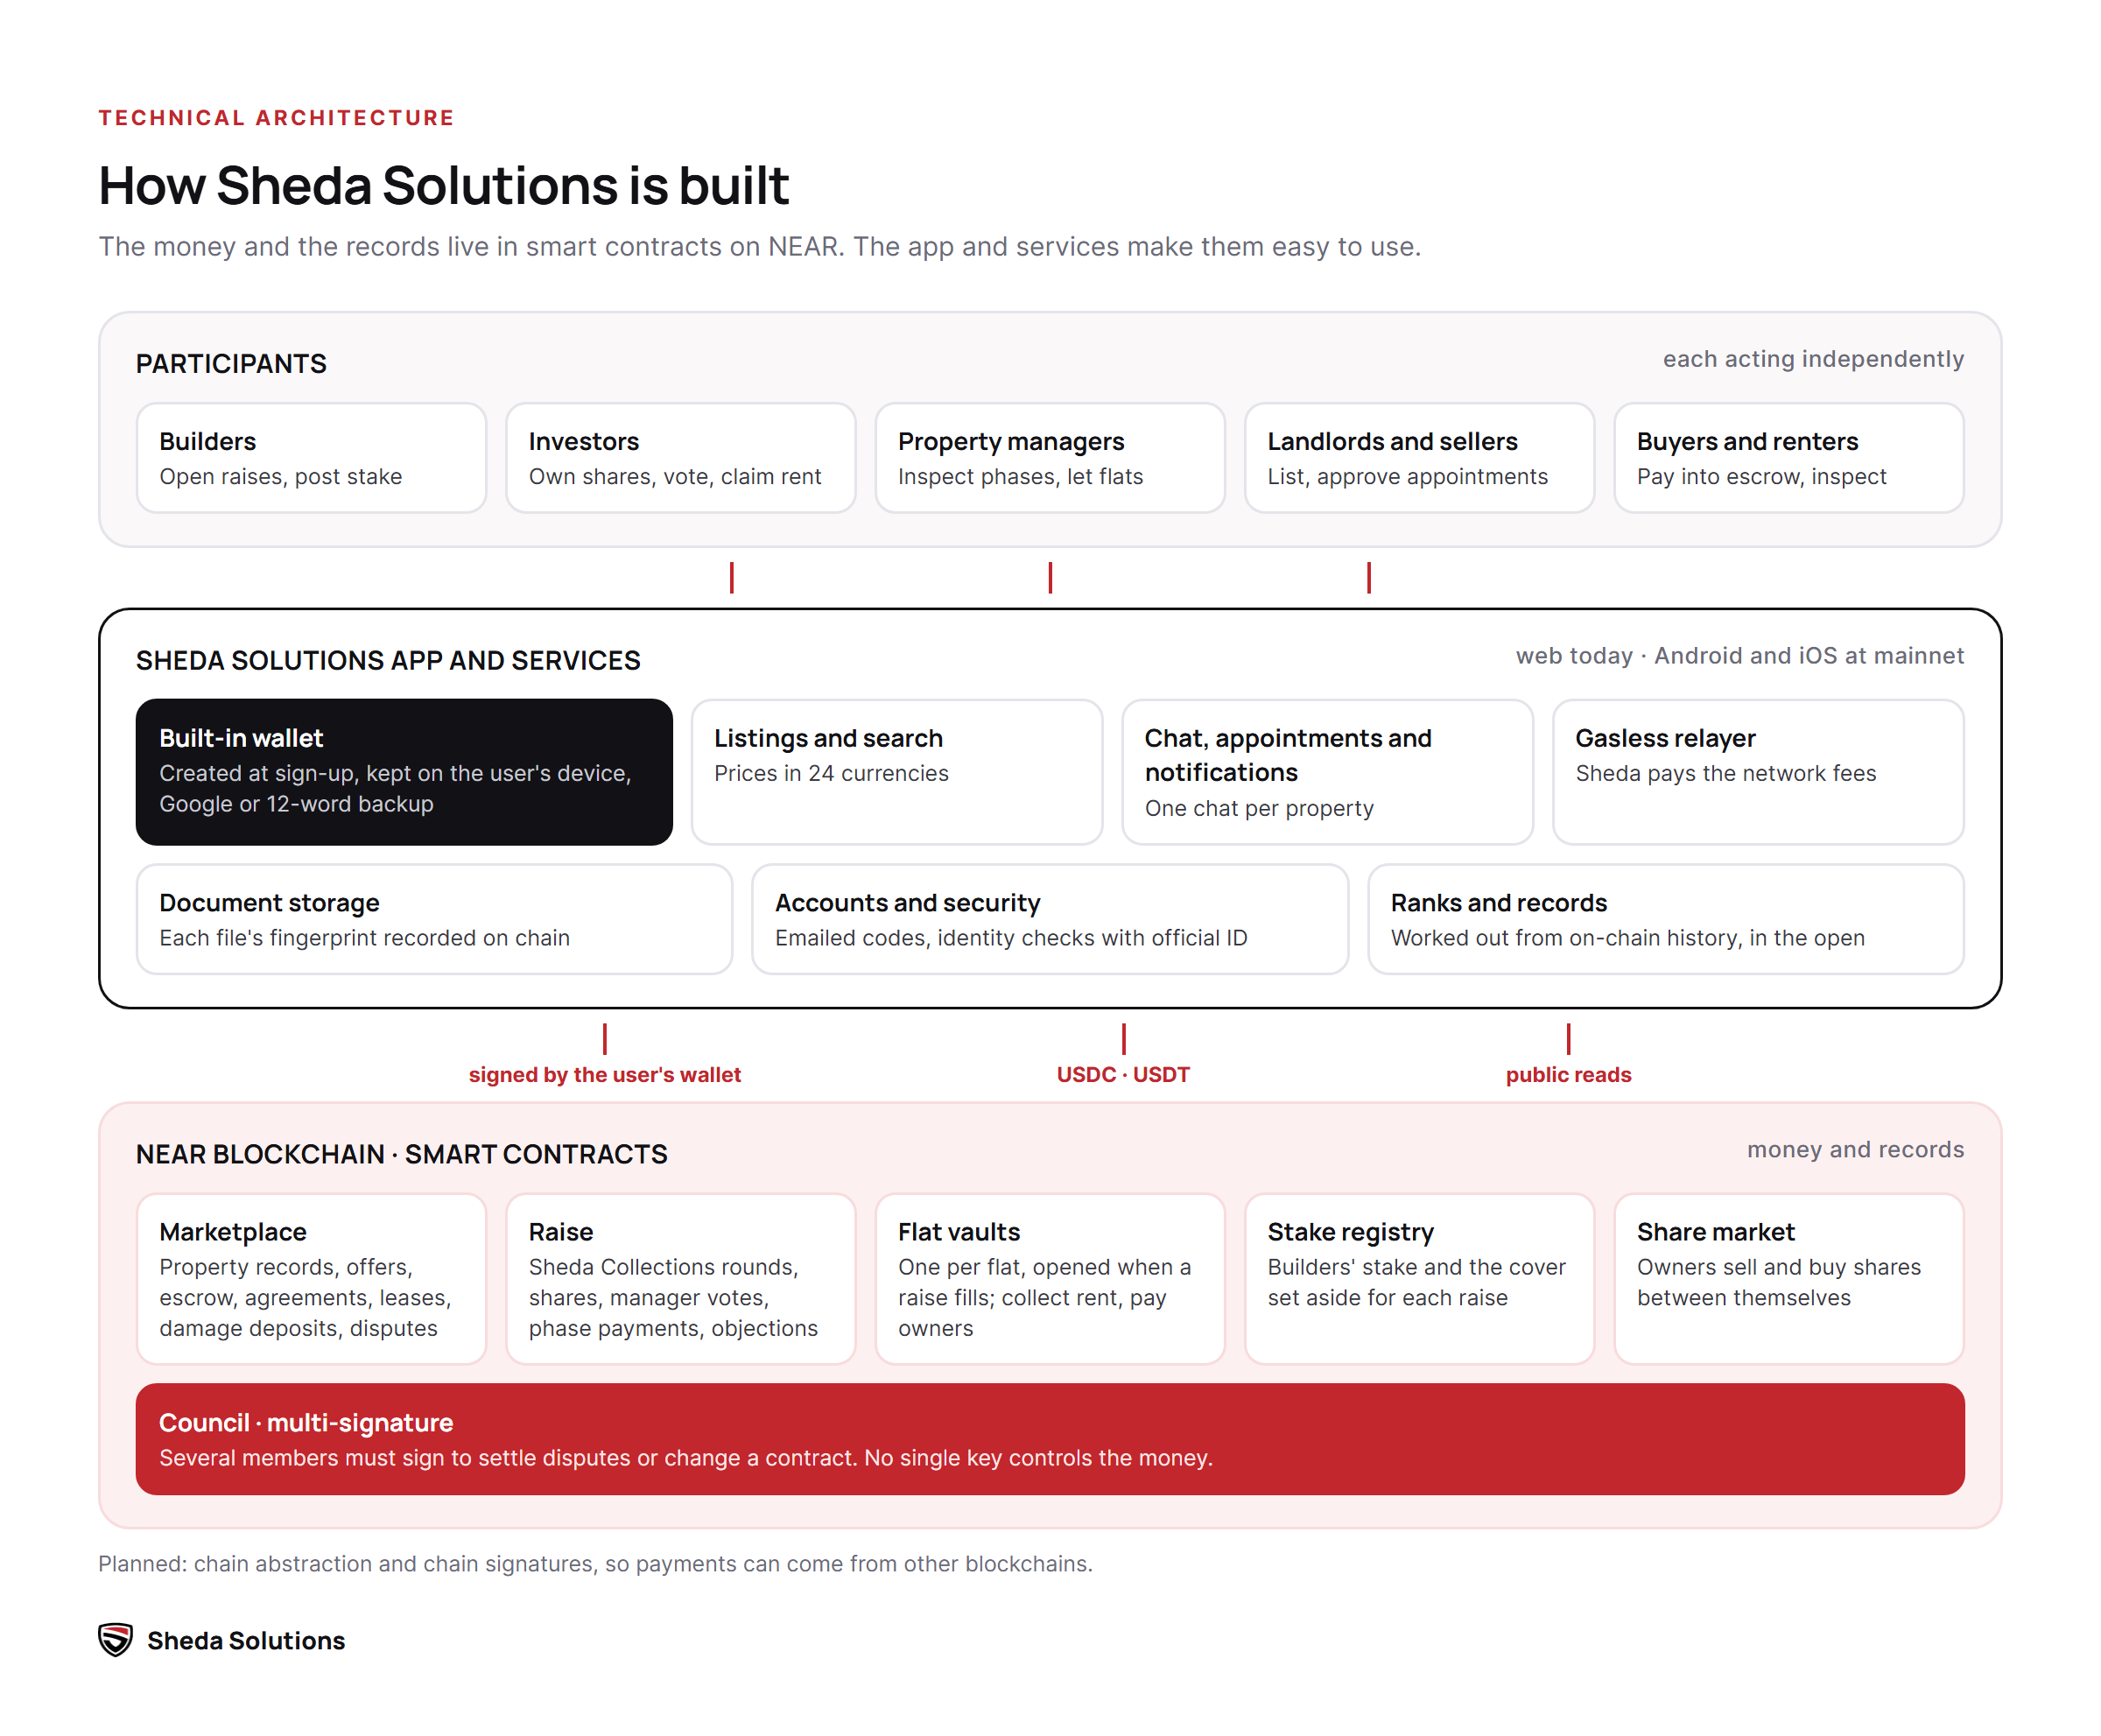 TECHNICAL ARCHITECTURE
How Sheda Solutions is built
The money and the records live in smart contracts on NEAR. The app and services make them easy to use.
PARTICIPANTS
each acting independently
Builders
Open raises, post stake
Investors
Own shares, vote, claim rent
Property managers
Inspect phases, let flats
Landlords and sellers
List, approve appointments
Buyers and renters
Pay into escrow, inspect
SHEDA SOLUTIONS APP AND SERVICES
web today · Android and iOS at mainnet
Built-in wallet
Created at sign-up, kept on the user's device,
Google or 12-word backup
Listings and search
Prices in 24 currencies
Chat, appointments and
notifications
One chat per property
Gasless relayer
Sheda pays the network fees
Document storage
Each file's fingerprint recorded on chain
Accounts and security
Emailed codes, identity checks with official ID
Ranks and records
Worked out from on-chain history, in the open
signed by the user's wallet
USDC · USDT
public reads
NEAR BLOCKCHAIN · SMART CONTRACTS
money and records
Marketplace
Property records, offers,
escrow, agreements, leases,
damage deposits, disputes
Raise
Sheda Collections rounds,
shares, manager votes,
phase payments, objections
Flat vaults
One per flat, opened when a
raise fills; collect rent, pay
owners
Stake registry
Builders' stake and the cover
set aside for each raise
Share market
Owners sell and buy shares
between themselves
Council · multi-signature
Several members must sign to settle disputes or change a contract. No single key controls the money.
Planned: chain abstraction and chain signatures, so payments can come from other blockchains.
Sheda Solutions